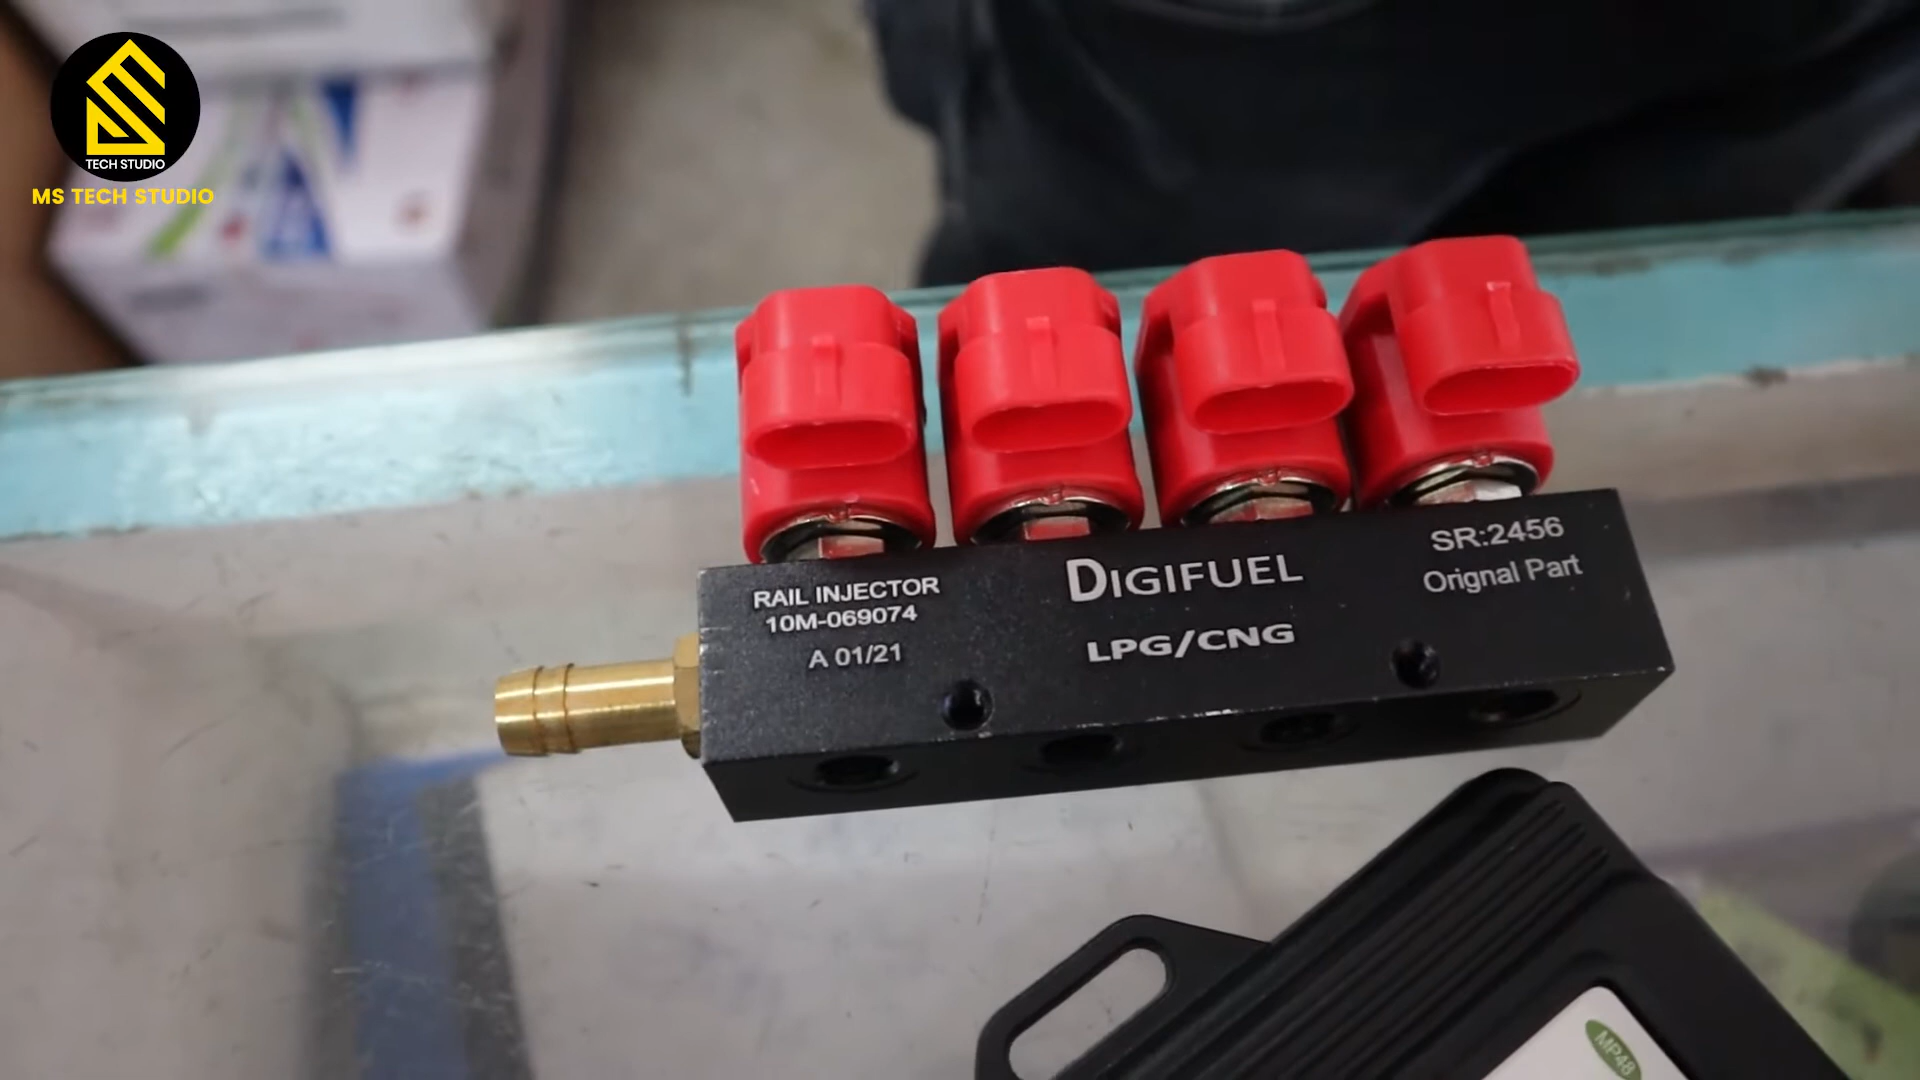 TECH STUDIO
MS TECH STUDIO
RAIL INJECTOR
10M-069074
A 01/21
DIGIFUEL
LPG/CNG
SR:2456
Orignal Part
MP48